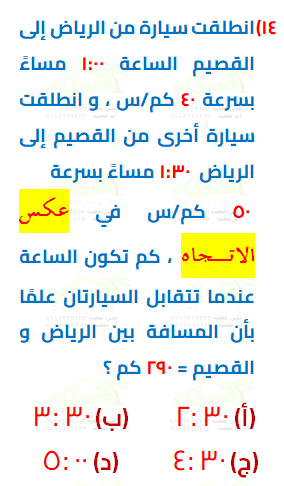 ١٤) انطلقت سيارة من الرياض إلى
القصيم الساعة ١:٠٠ مساءً
بسرعة ٤٠ كم/س ، و انطلقت
سيارة أخرى من القصيم إلى
الرياض ١:٣٠ مساءً بسرعة
٥٠ كم/س في عكس
الاتـــجاه ، كم تكون الساعة
عندما تتقابل السيارتان علمًا
بأن المسافة بين الرياض و
القصيم = ٢٩٠ كم ؟
(أ) ٢:٣٠ (ب) ٣:٣٠
(ج) ٤:٣٠ (د) ٥:٠٠